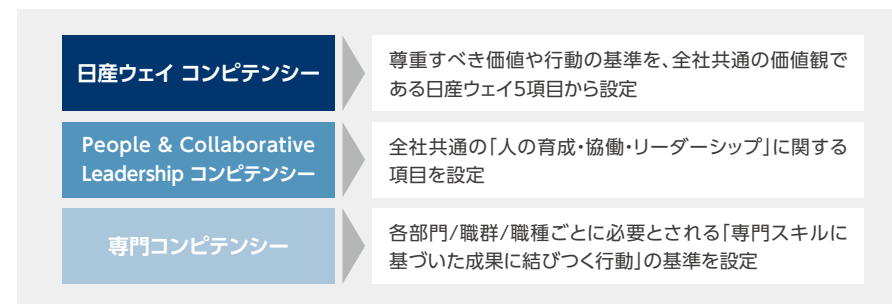 日産ウェイ コンピテンシー
尊重すべき価値や行動の基準を、全社共通の価値観で
ある日産ウェイ5項目から設定
People & Collaborative
Leadership コンピテンシー
全社共通の「人の育成・協働・リーダーシップ」に関する
項目を設定
専門コンピテンシー
各部門/職群/職種ごとに必要とされる「専門スキルに
基づいた成果に結びつく行動」の基準を設定